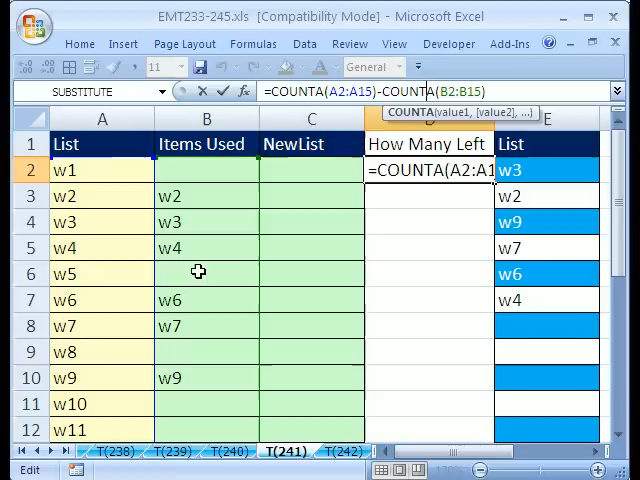 EMT233-245.xls [Compatibility Mode] - Microsoft Excel
Home Insert Page Layout Formulas Data Review View Developer Add-Ins
11 General
SUBSTITUTE =COUNTA(A2:A15)-COUNTA(B2:B15)
COUNTA(value1, [value2], ...)
A B C D E
1 List Items Used NewList How Many Left List
2 w1 =COUNTA(A2:A1 w3
3 w2 w2 w2
4 w3 w3 w9
5 w4 w4 w7
6 w5 w6
7 w6 w6 w4
8 w7 w7
9 w8
10 w9 w9
11 w10
12 w11
T(238) T(239) T(240) T(241) T(242)
Edit 130%